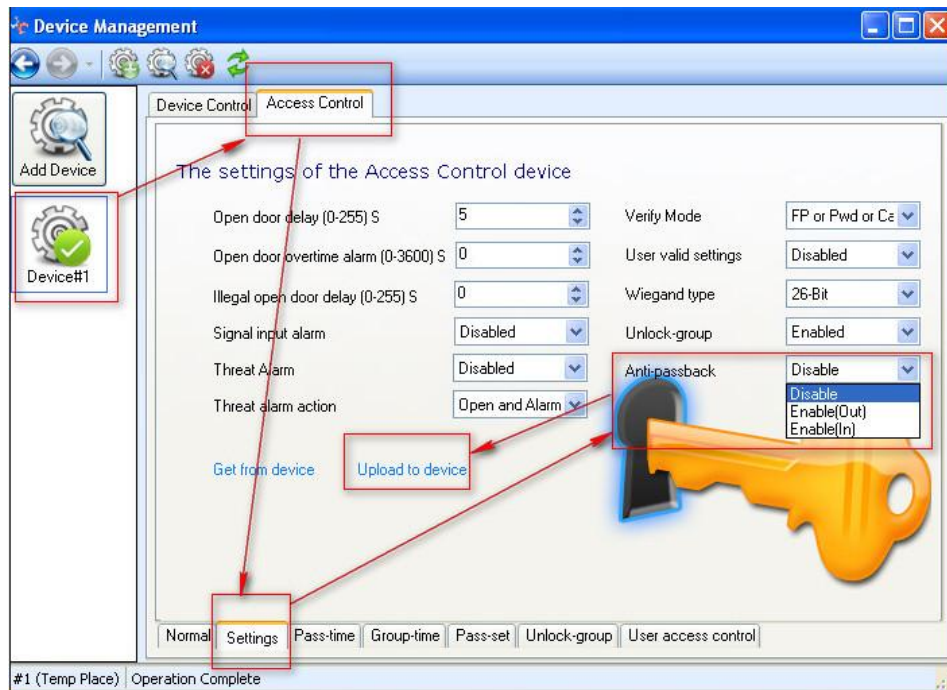 Device Management
Device Control Access Control
Add Device
Device#1
The settings of the Access Control device
Open door delay (0-255) S 5 Verify Mode FP or Pwd or Ca
Open door overtime alarm (0-3600) S 0 User valid settings Disabled
Illegal open door delay (0-255) S 0 Wiegand type 26-Bit
Signal input alarm Disabled Unlock-group Enabled
Threat Alarm Disabled Anti-passback Disable
Disable
Enable(Out)
Enable(In)
Threat alarm action Open and Alarm
Get from device Upload to device
Normal Settings Pass-time Group-time Pass-set Unlock-group User access control
#1 (Temp Place) Operation Complete